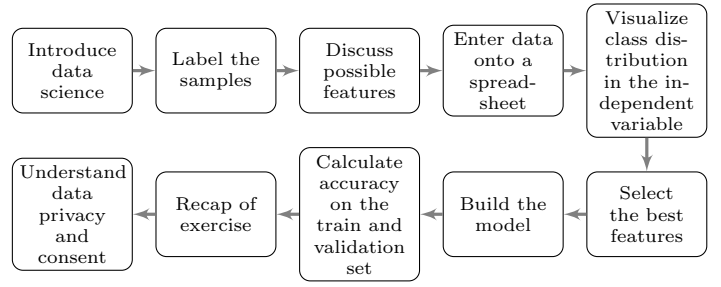 Introduce
data
science
Label the
samples
Discuss
possible
features
Enter data
onto a
spread-
sheet
Visualize
class dis-
tribution
in the in-
dependent
variable
Select
the best
features
Build the
model
Calculate
accuracy
on the
train and
validation
set
Recap of
exercise
Understand
data
privacy
and
consent